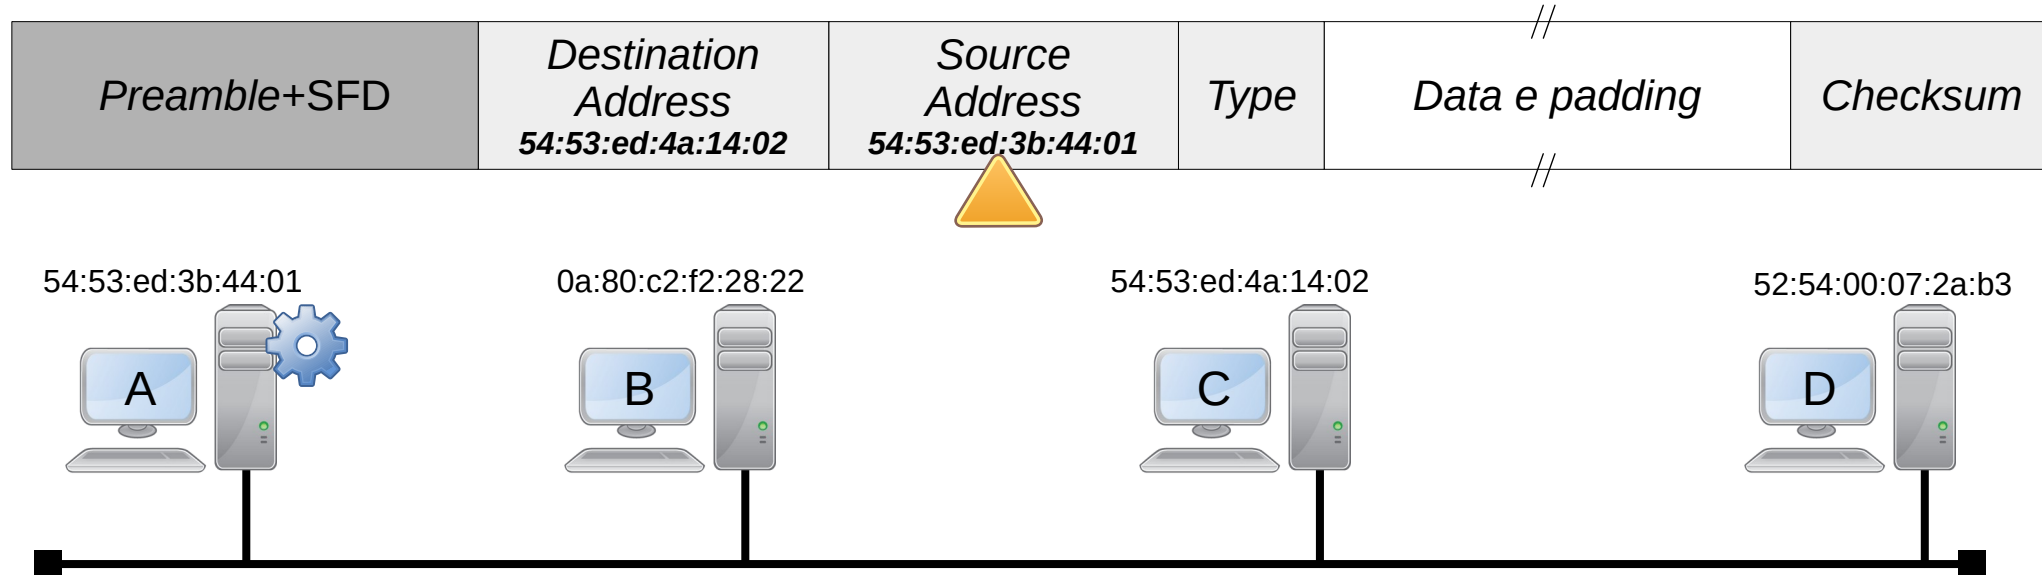 Preamble+SFD
Destination
Address
54:53:ed:4a:14:02
Source
Address
54:53:ed:3b:44:01
Type
Data e padding
Checksum
54:53:ed:3b:44:01
0a:80:c2:f2:28:22
54:53:ed:4a:14:02
52:54:00:07:2a:b3
A
B
C
D